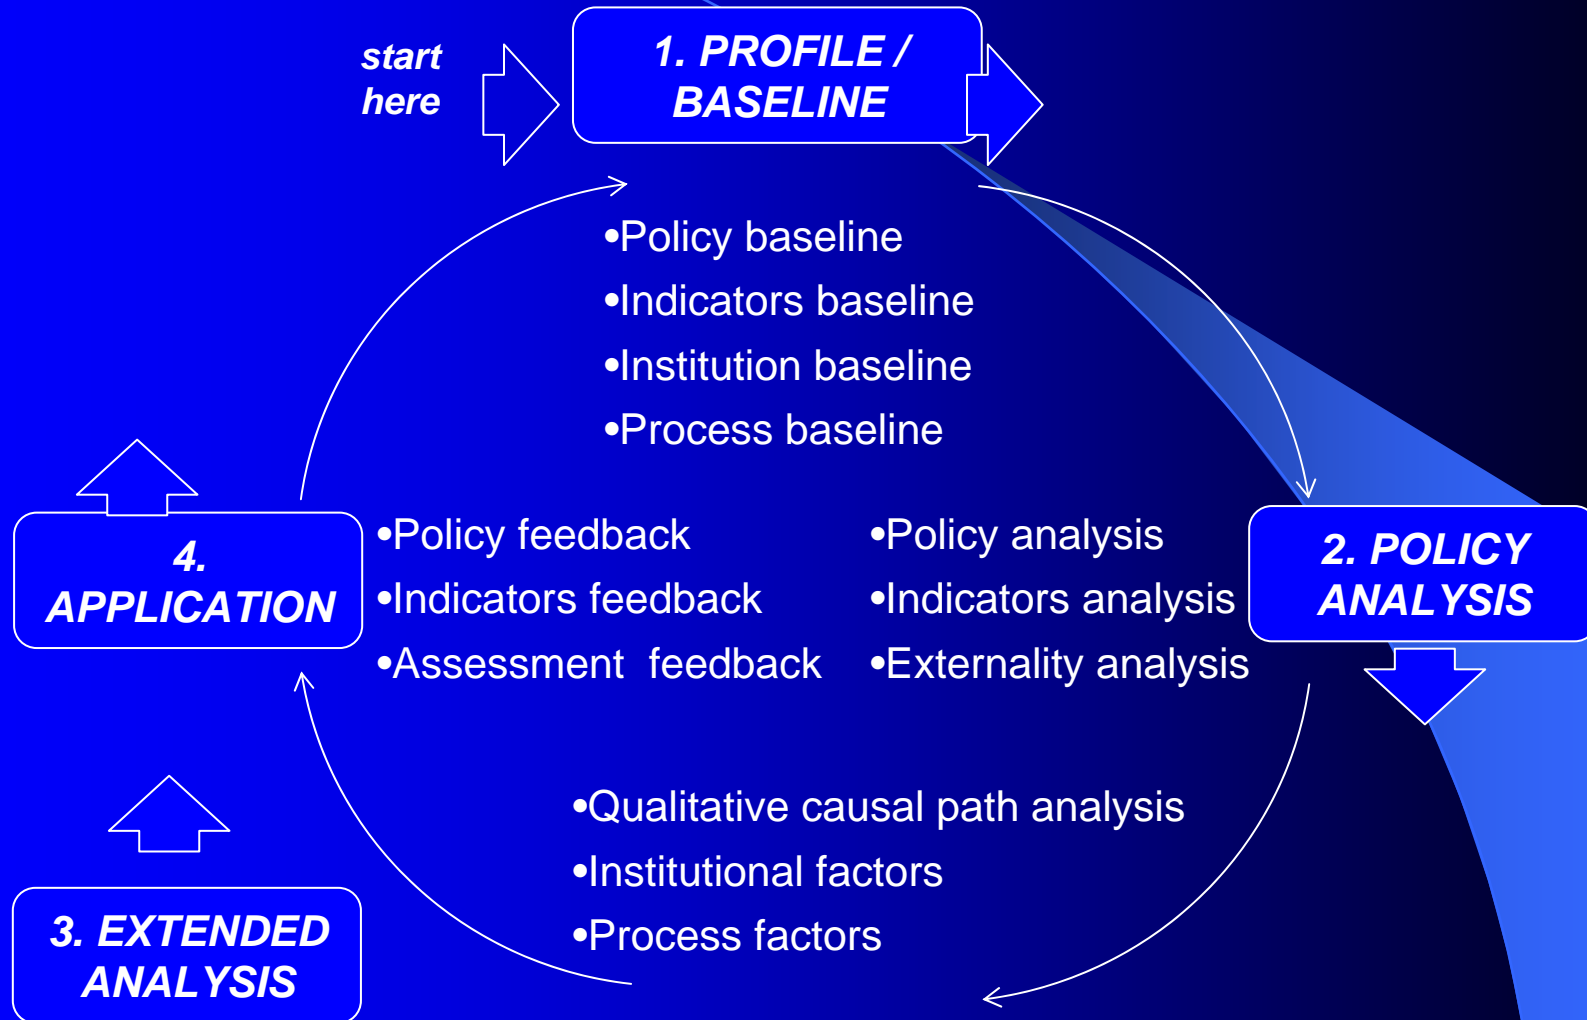 start
here
1. PROFILE /
BASELINE
•Policy baseline
•Indicators baseline
•Institution baseline
•Process baseline
4.
APPLICATION
•Policy feedback
•Indicators feedback
•Assessment  feedback
•Policy analysis
•Indicators analysis
•Externality analysis
2. POLICY
ANALYSIS
•Qualitative causal path analysis
•Institutional factors
•Process factors
3. EXTENDED
ANALYSIS